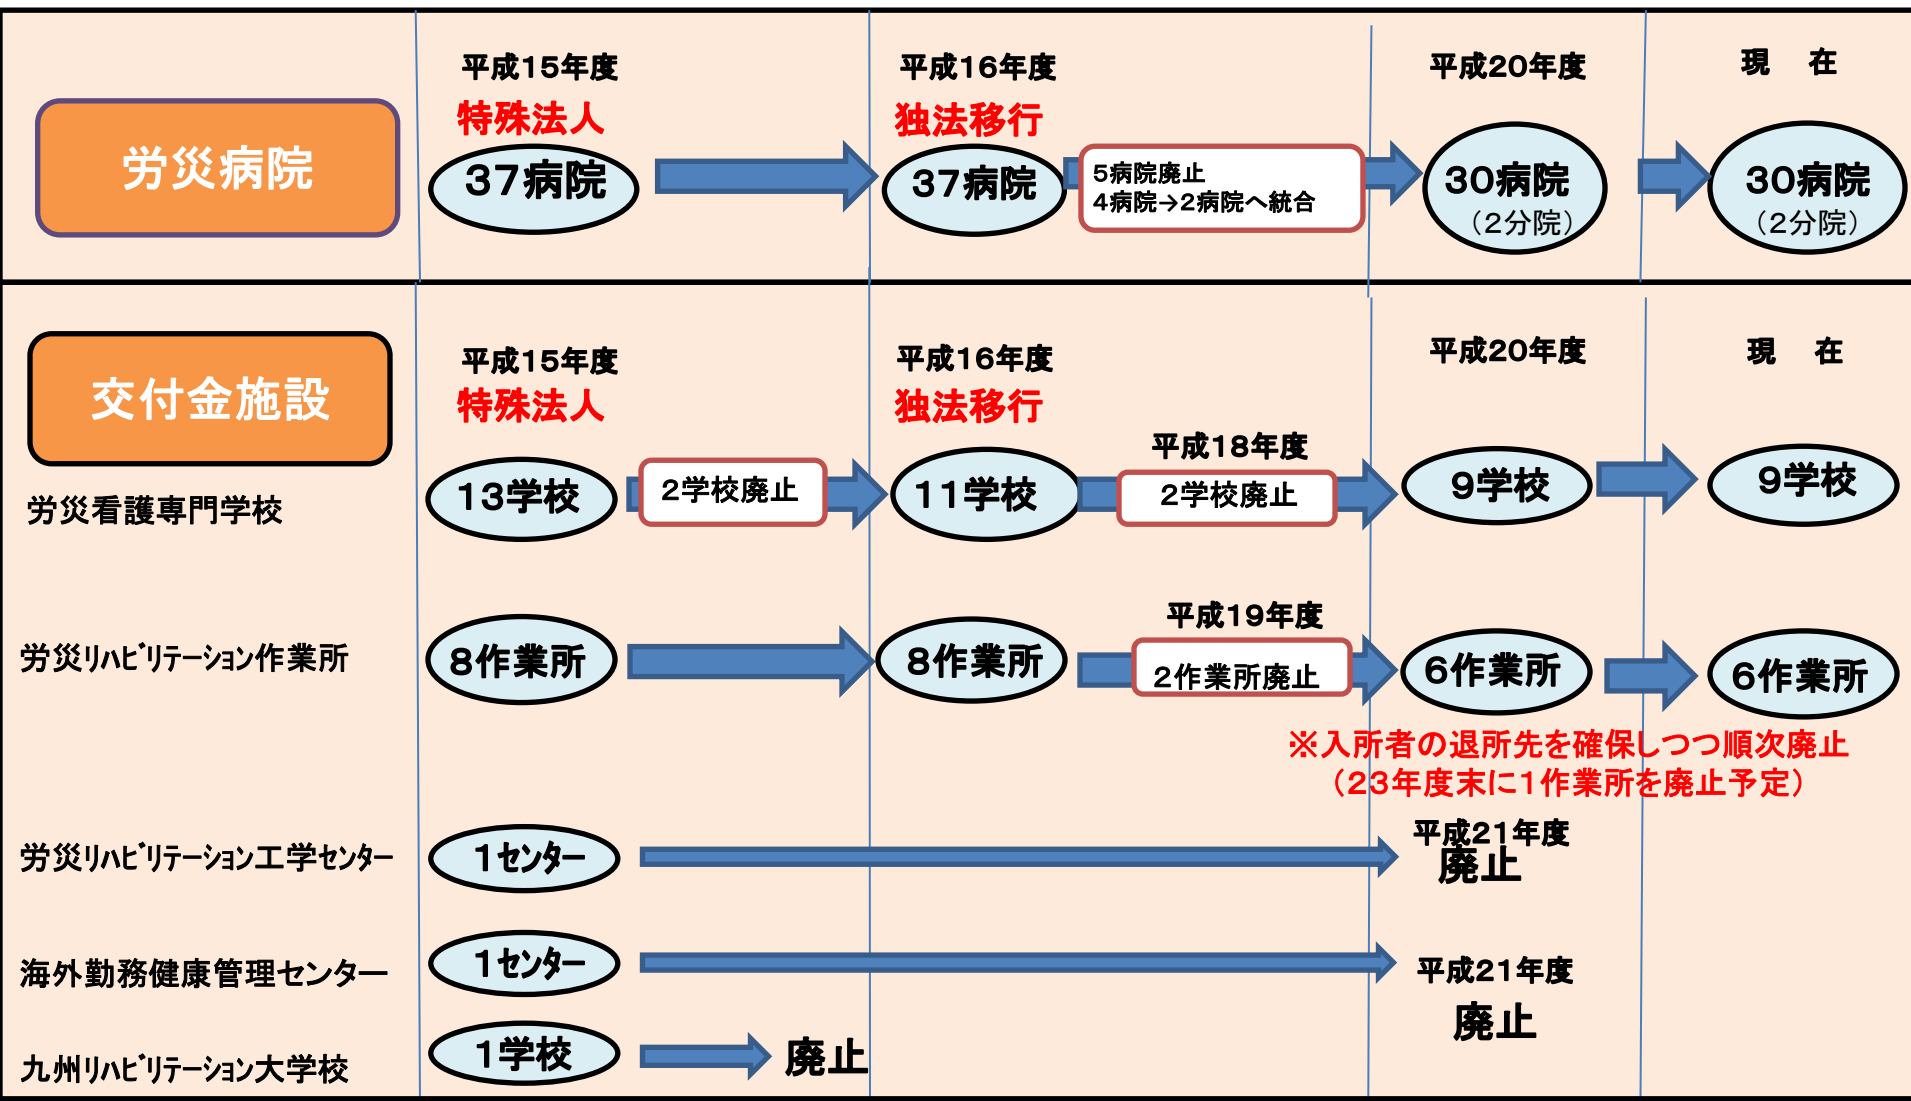 平成15年度
平成16年度
平成20年度
現　在
特殊法人
独法移行
労災病院
37病院
37病院
5病院廃止
4病院→2病院へ統合
30病院
（2分院）
30病院
（2分院）
交付金施設
平成15年度
平成16年度
平成20年度
現　在
特殊法人
独法移行
平成18年度
労災看護専門学校
13学校
2学校廃止
11学校
2学校廃止
9学校
9学校
平成19年度
労災ﾘﾊﾋﾞﾘﾃｰｼｮﾝ作業所
8作業所
8作業所
2作業所廃止
6作業所
6作業所
※入所者の退所先を確保しつつ順次廃止
（23年度末に1作業所を廃止予定）
労災ﾘﾊﾋﾞﾘﾃｰｼｮﾝ工学ｾﾝﾀｰ
1ｾﾝﾀｰ
平成21年度
廃止
海外勤務健康管理センター
1ｾﾝﾀｰ
平成21年度
廃止
九州ﾘﾊﾋﾞﾘﾃｰｼｮﾝ大学校
1学校
廃止